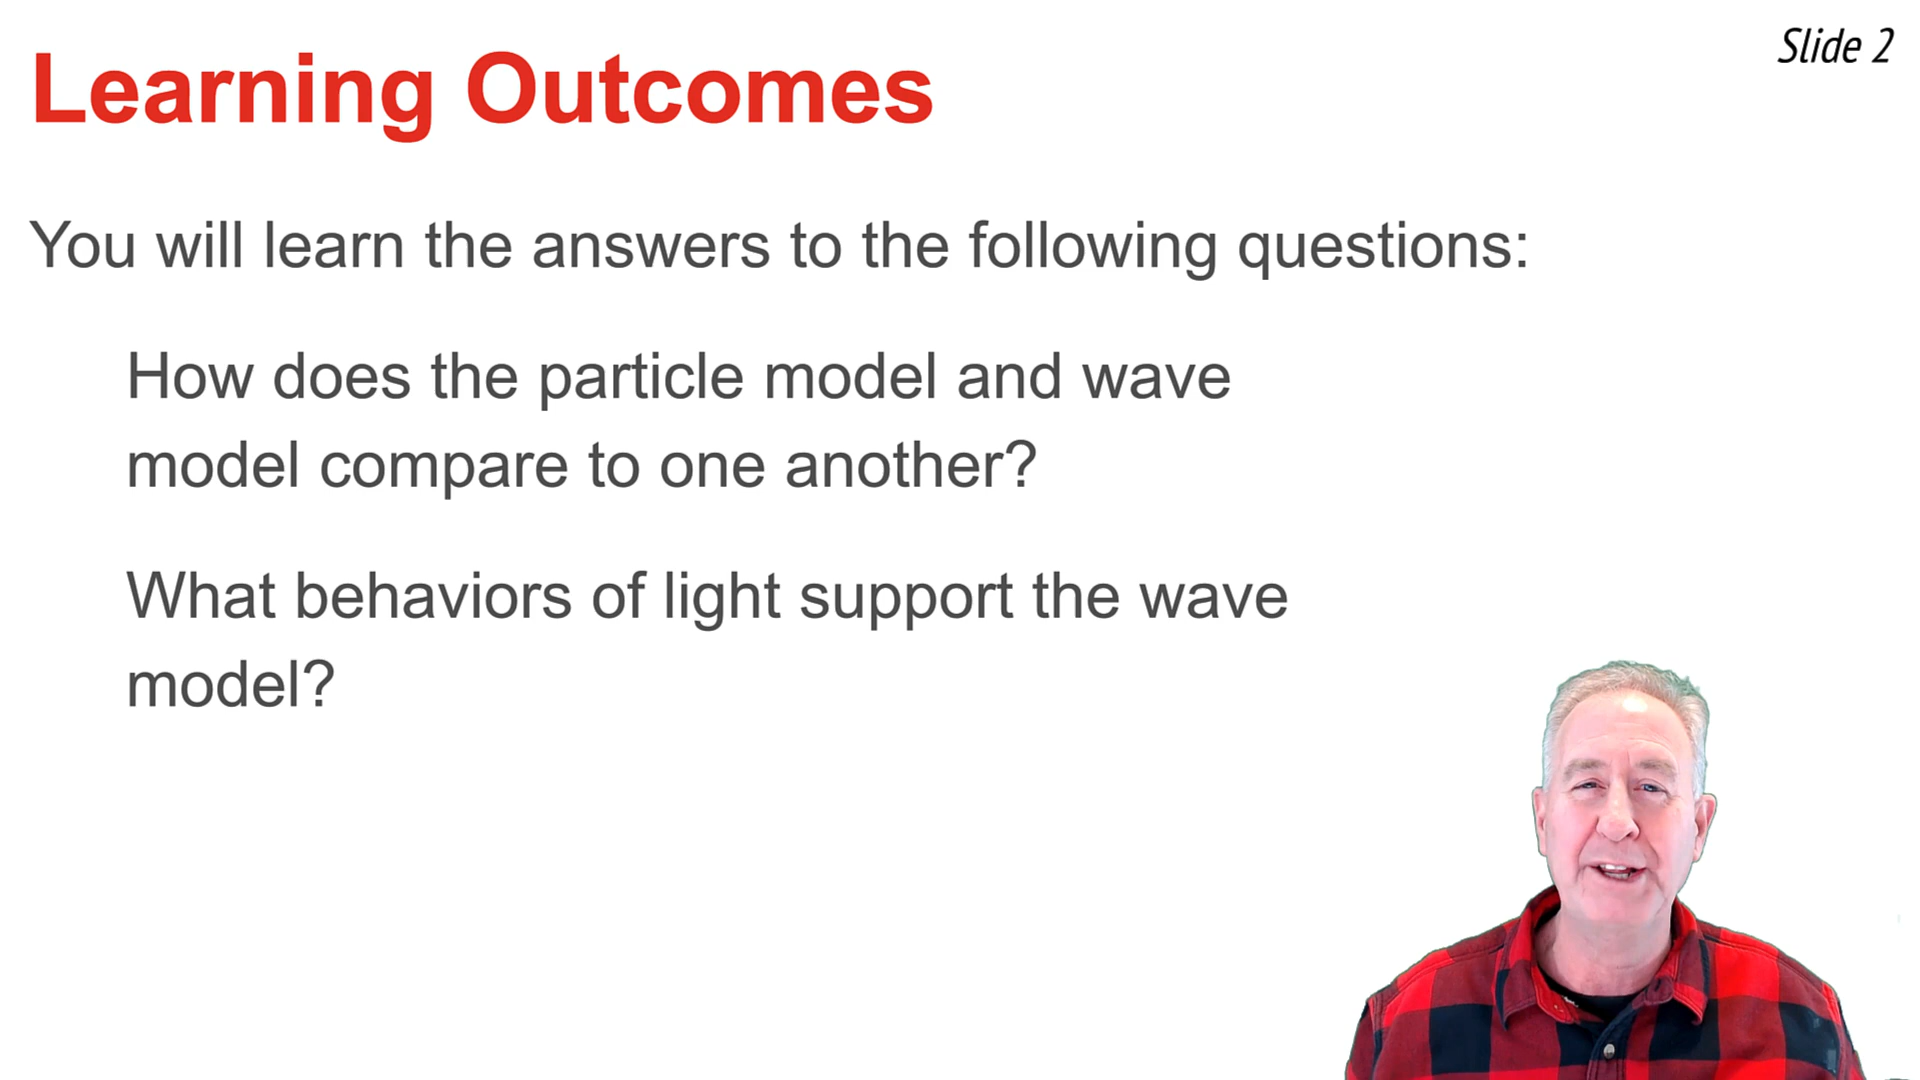 Slide 2
Learning Outcomes
You will learn the answers to the following questions:
How does the particle model and wave
model compare to one another?
What behaviors of light support the wave
model?